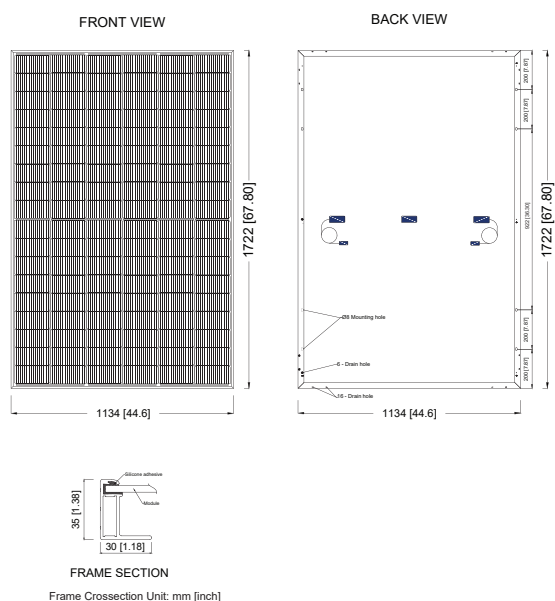 FRONT VIEW
BACK VIEW
1722 [67.80]
1134 [44.6]
200 [7.87]
200 [7.87]
922 [36.30]
200 [7.87]
200 [7.87]
1722 [67.80]
Ø8 Mounting hole
6 - Drain hole
16 - Drain hole
1134 [44.6]
Silicone adhesive
Module
35 [1.38]
30 [1.18]
FRAME SECTION
Frame Crossection Unit: mm [inch]